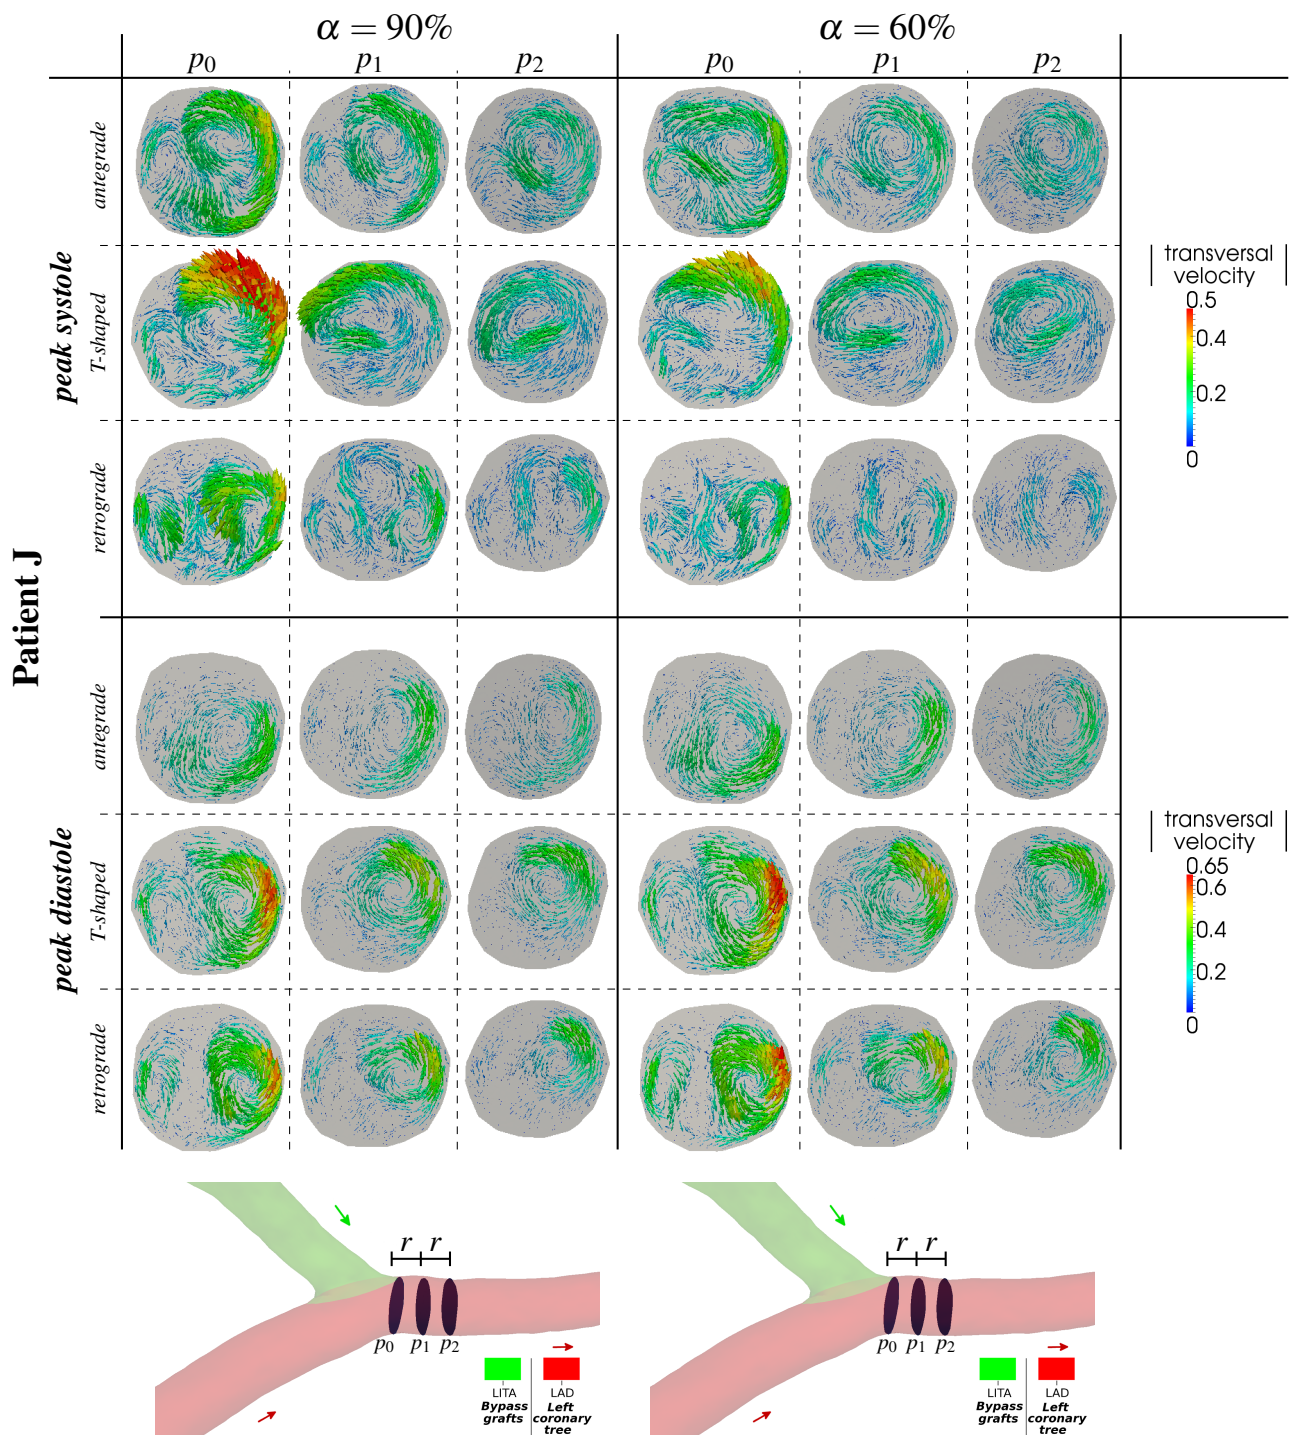 α = 90% α = 60%
p0 p1 p2 p0 p1 p2
Patient J
peak systole
antegrade
T-shaped
retrograde
transversal
velocity
0.5
0.4
0.2
0
peak diastole
antegrade
T-shaped
retrograde
transversal
velocity
0.65
0.6
0.4
0.2
0
r r
p0 p1 p2
LITA
Bypass
grafts
LAD
Left
coronary
tree
r r
p0 p1 p2
LITA
Bypass
grafts
LAD
Left
coronary
tree